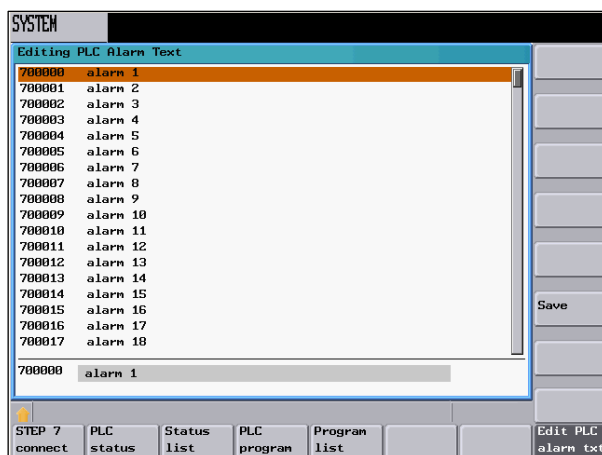 SYSTEM
Editing PLC Alarm Text
700000 alarm 1
700001 alarm 2
700002 alarm 3
700003 alarm 4
700004 alarm 5
700005 alarm 6
700006 alarm 7
700007 alarm 8
700008 alarm 9
700009 alarm 10
700010 alarm 11
700011 alarm 12
700012 alarm 13
700013 alarm 14
700014 alarm 15
700015 alarm 16
700016 alarm 17
700017 alarm 18
Save
700000 alarm 1
STEP 7 PLC Status PLC Program Edit PLC
connect status list program list alarm txt